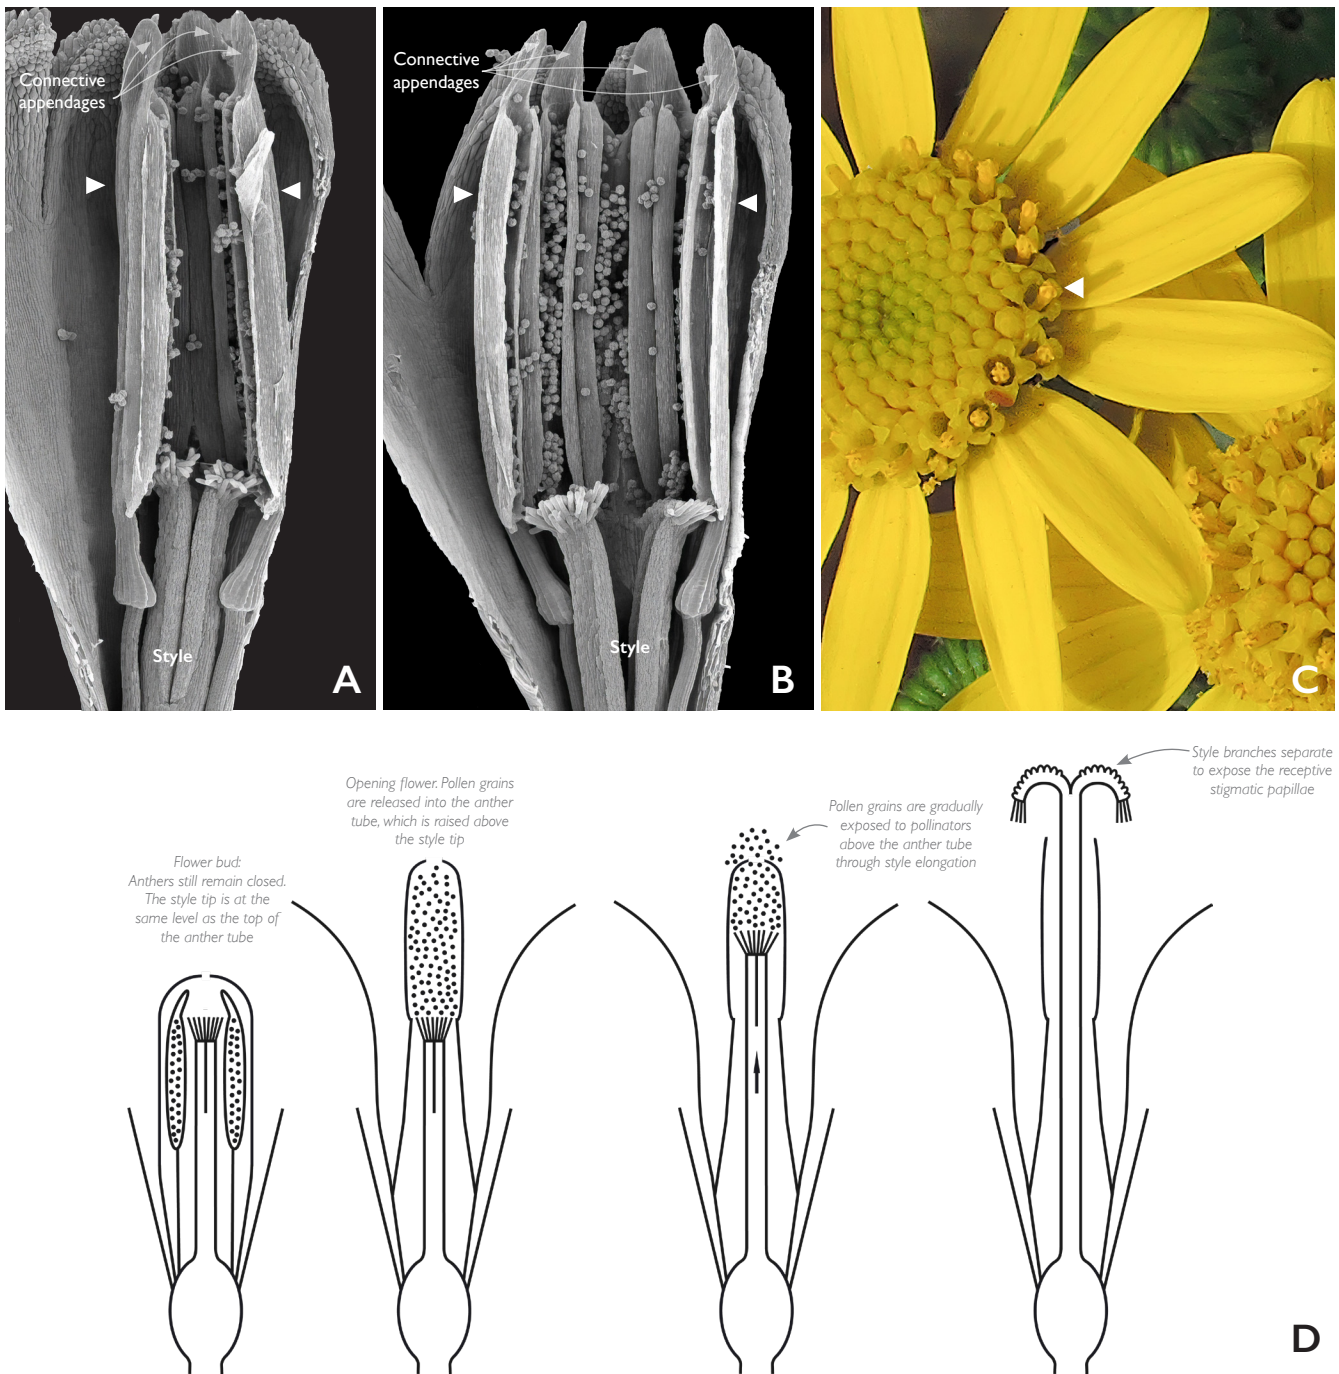 Connective
appendages
Style
A
Connective
appendages
Style
B
C
Flower bud:
Anthers still remain closed.
The style tip is at the
same level as the top of
the anther tube
Opening flower. Pollen grains
are released into the anther
tube, which is raised above
the style tip
Pollen grains are gradually
exposed to pollinators
above the anther tube
through style elongation
Style branches separate
to expose the receptive
stigmatic papillae
D